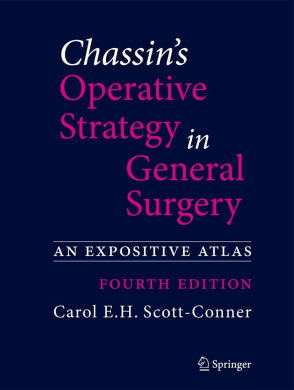 Chassin's
Operative
Strategy in
General
Surgery
AN EXPOSITIVE ATLAS
FOURTH EDITION
Carol E.H. Scott-Conner
Springer